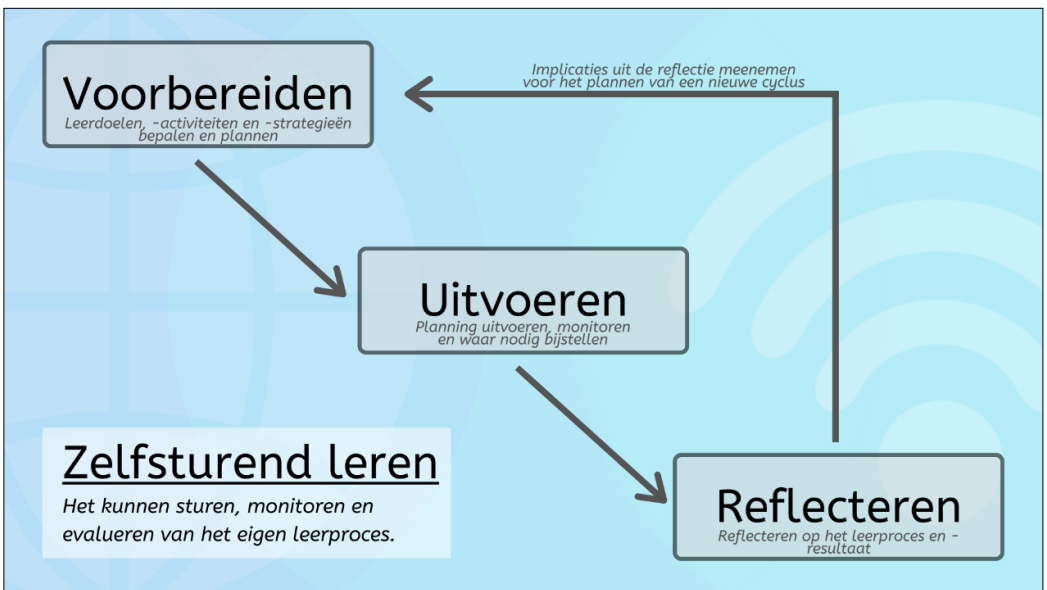 Voorbereiden
Leerdoelen, -activiteiten en -strategieën
bepalen en plannen
Implicaties uit de reflectie meenemen
voor het plannen van een nieuwe cyclus
Uitvoeren
Planning uitvoeren, monitoren
en waar nodig bijstellen
Zelfsturend leren
Het kunnen sturen, monitoren en
evalueren van het eigen leerproces.
Reflecteren
Reflecteren op het leerproces en -
resultaat